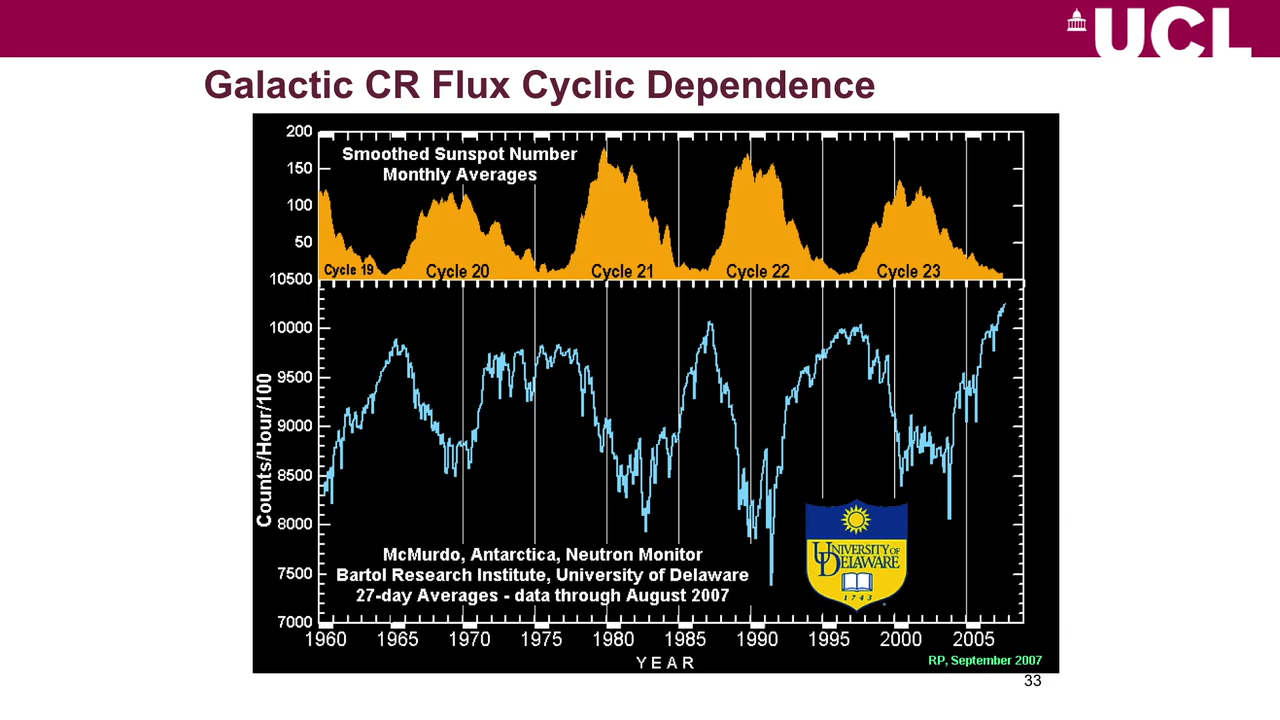 UCL
Galactic CR Flux Cyclic Dependence
200
150
100
50
10500
Smoothed Sunspot Number
Monthly Averages
Cycle 19
Cycle 20
Cycle 21
Cycle 22
Cycle 23
10000
9500
9000
8500
8000
7500
7000
Counts/Hour/100
McMurdo, Antarctica, Neutron Monitor
Bartol Research Institute, University of Delaware
27-day Averages - data through August 2007
UNIVERSITY OF
DELAWARE
1743
1960 1965 1970 1975 1980 1985 1990 1995 2000 2005
YEAR
RP, September 2007
33